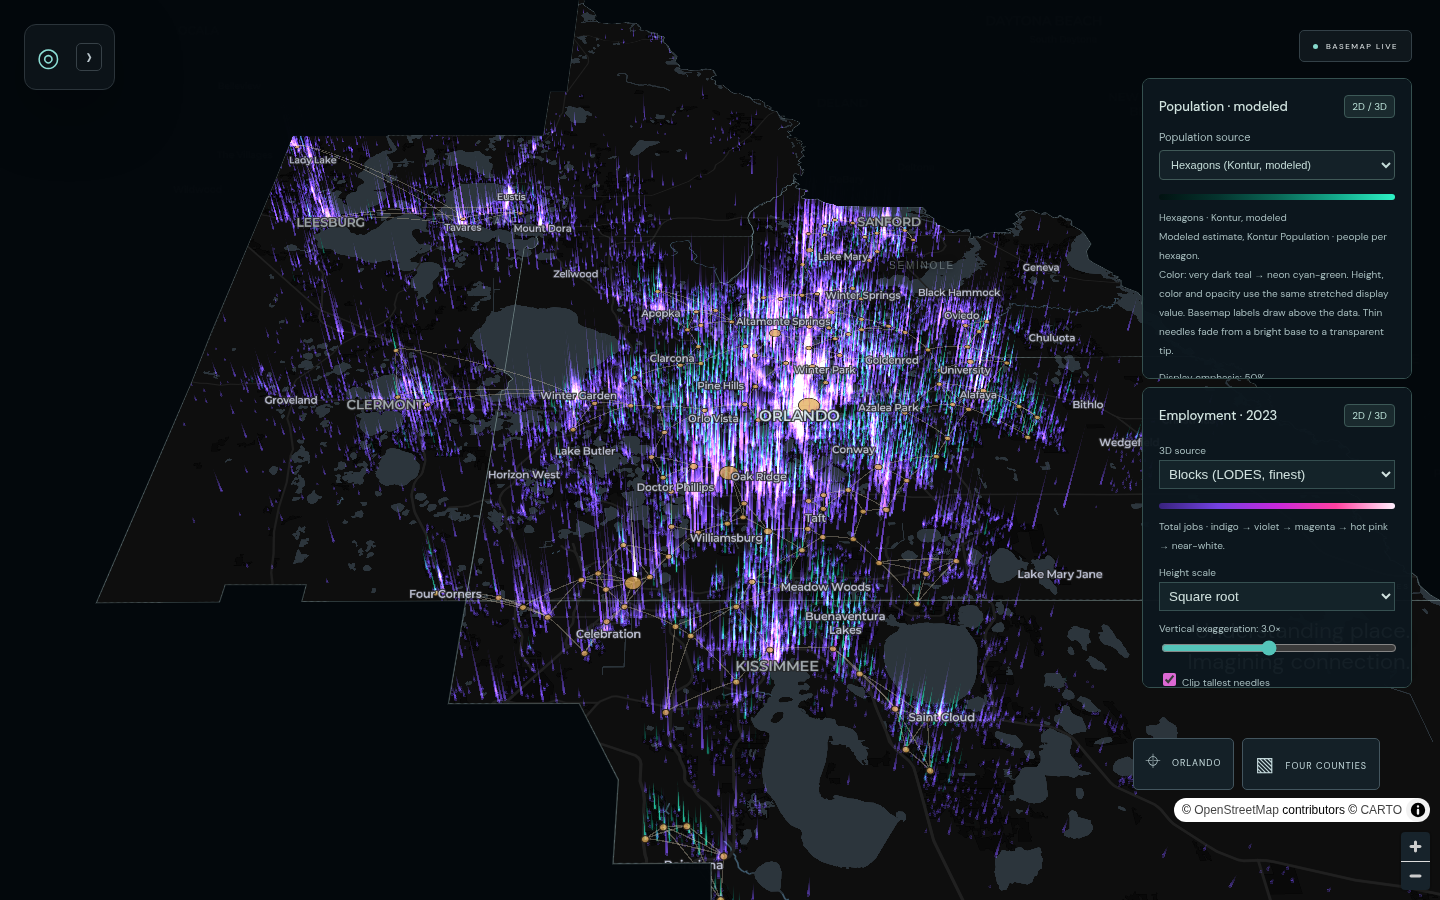 BASEMAP LIVE
Population · modeled
2D / 3D
Population source
Hexagons (Kontur, modeled)
Hexagons · Kontur, modeled
Modeled estimate, Kontur Population · people per
hexagon.
Color: very dark teal → neon cyan-green. Height,
color and opacity use the same stretched display
value. Basemap labels draw above the data. Thin
needles fade from a bright base to a transparent
tip.
Display emphasis: 50%
Employment · 2023
2D / 3D
3D source
Blocks (LODES, finest)
Total jobs · indigo → violet → magenta → hot pink
→ near-white.
Height scale
Square root
Vertical exaggeration: 3.0×
Clip tallest needles
anding place.
Imagining connection.
ORLANDO
FOUR COUNTIES
© OpenStreetMap contributors © CARTO
Lady Lake
Eustis
LEESBURG
Tavares
Mount Dora
SANFORD
Lake Mary
SEMINOLE
Geneva
Zellwood
Winter Springs
Black Hammock
Apopka
Altamonte Springs
Oviedo
Chuluota
Clarcona
Goldenrod
Winter Park
University
Pine Hills
Winter Garden
Alafaya
Groveland
CLERMONT
Orlo Vista
ORLANDO
Azalea Park
Bithlo
Wedgef
Lake Butler
Conway
Horizon West
Oak Ridge
Doctor Phillips
Taft
Williamsburg
Four Corners
Meadow Woods
Lake Mary Jane
Buenaventura
Lakes
Celebration
KISSIMMEE
Saint Cloud